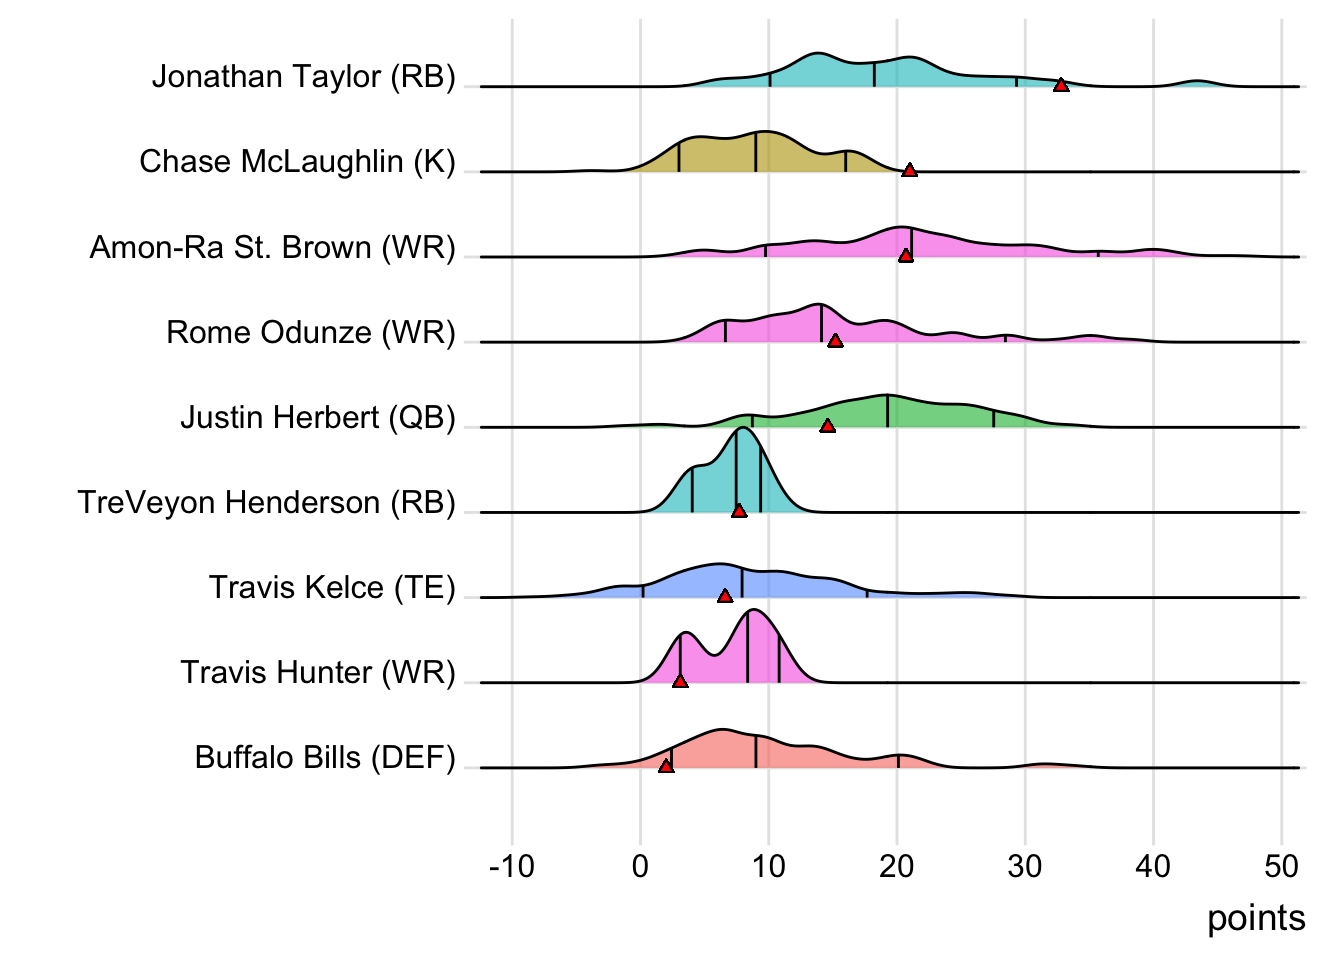 Jonathan Taylor (RB)
Chase McLaughlin (K)
Amon-Ra St. Brown (WR)
Rome Odunze (WR)
Justin Herbert (QB)
TreVeyon Henderson (RB)
Travis Kelce (TE)
Travis Hunter (WR)
Buffalo Bills (DEF)
-10 0 10 20 30 40 50
points